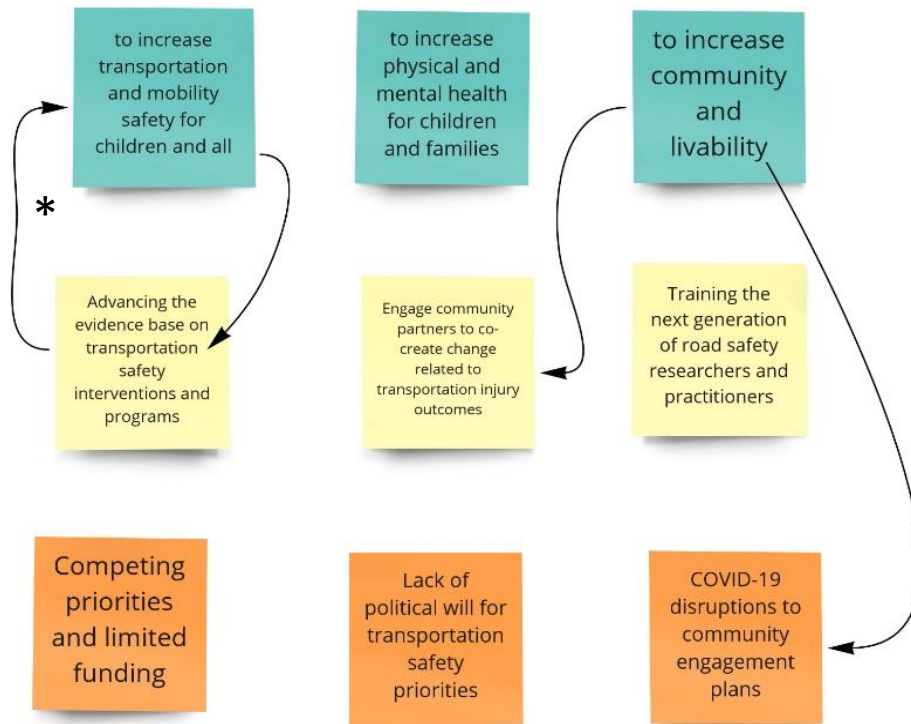 to increase
transportation
and mobility
safety for
children and all
to increase
physical and
mental health
for children
and families
to increase
community
and
livability
*
Advancing the
evidence base on
transportation
safety
interventions and
programs
Engage community
partners to co-
create change
related to
transportation injury
outcomes
Training the
next generation
of road safety
researchers and
practitioners
Competing
priorities
and limited
funding
Lack of
political will for
transportation
safety
priorities
COVID-19
disruptions to
community
engagement
plans